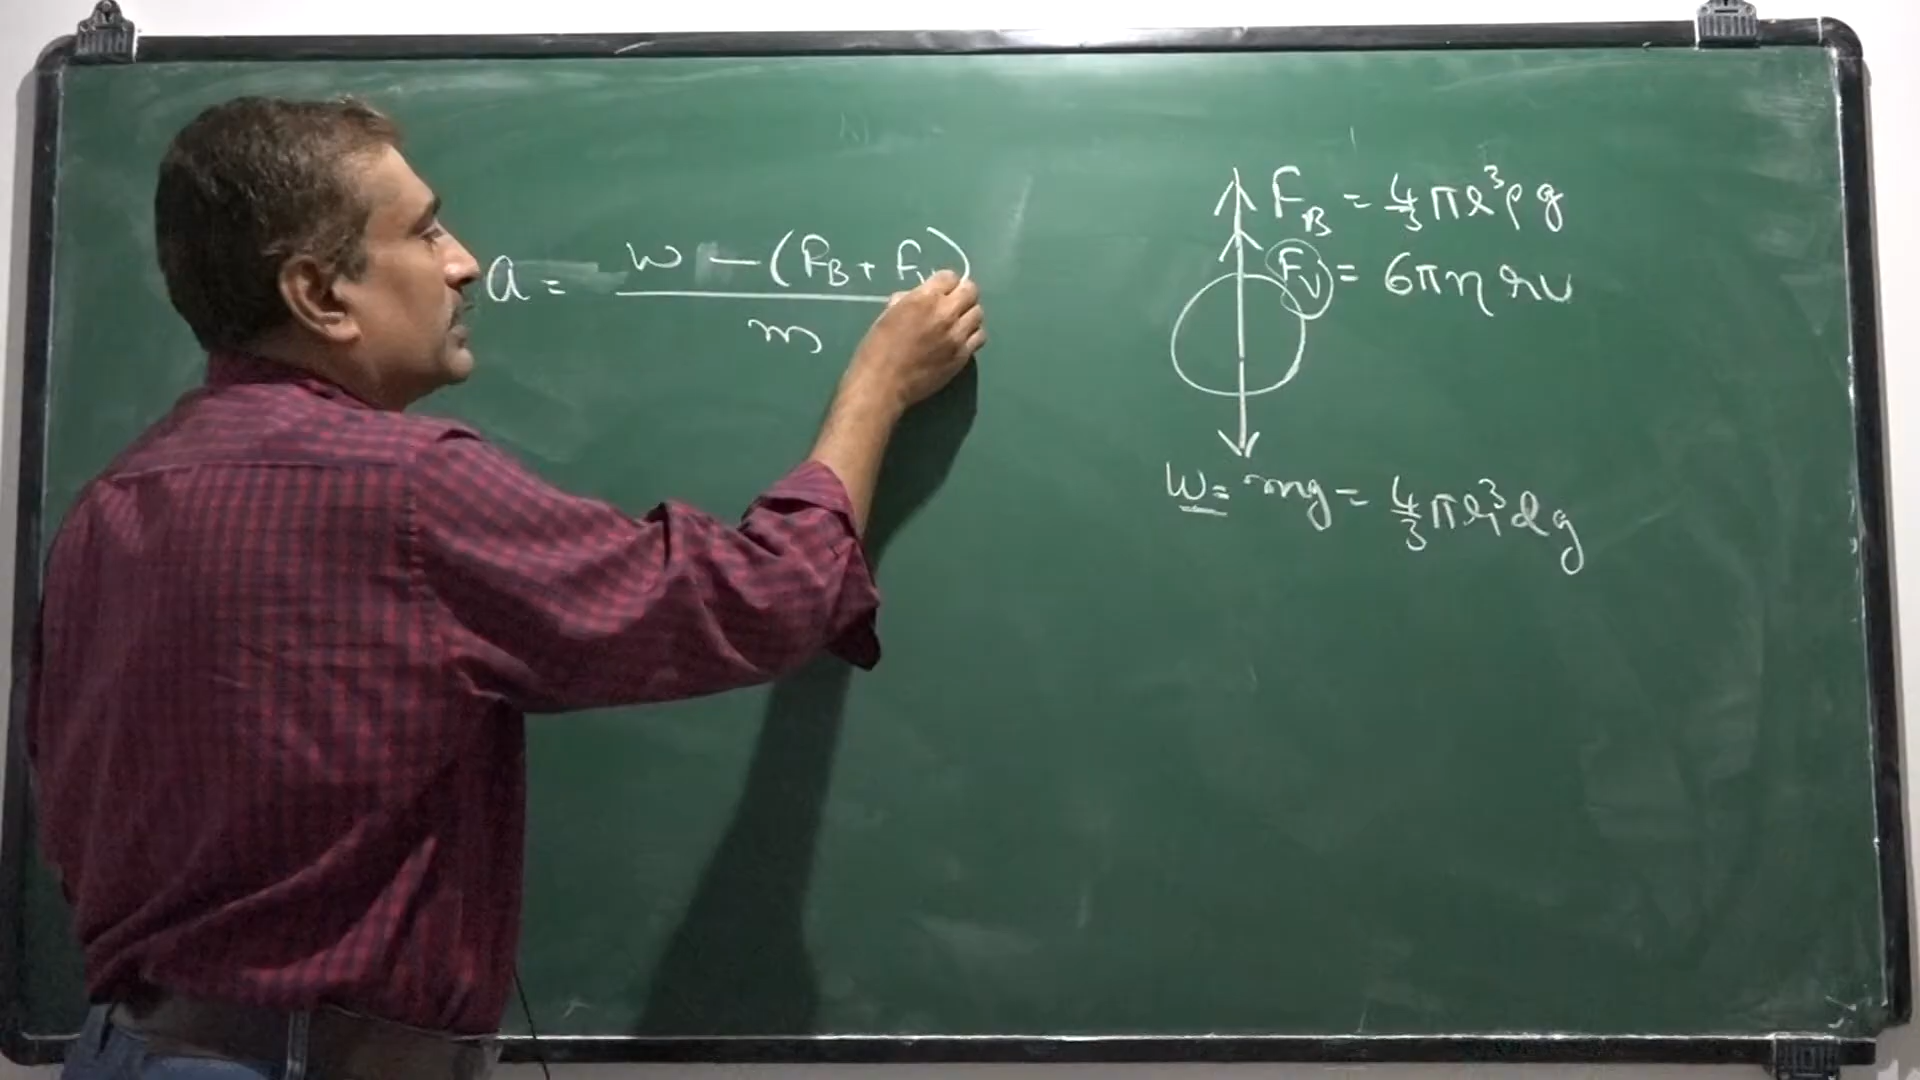 a = W - (F_B + F_V) / m
F_B = 4/3 πr³ρg
F_V = 6πηrv
W = mg = 4/3 πr³dg